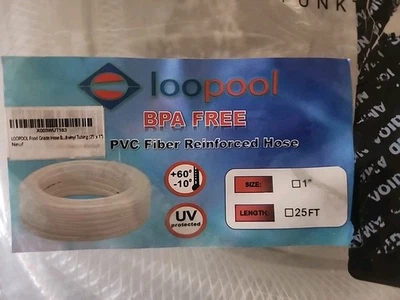 UNK
loopool
BPA FREE
PVC Fiber Reinforced Hose
LOOPOOL Food Grade Hose
+60°
-10°
UV
protected
SIZE: 1"
LENGTH: 25FT